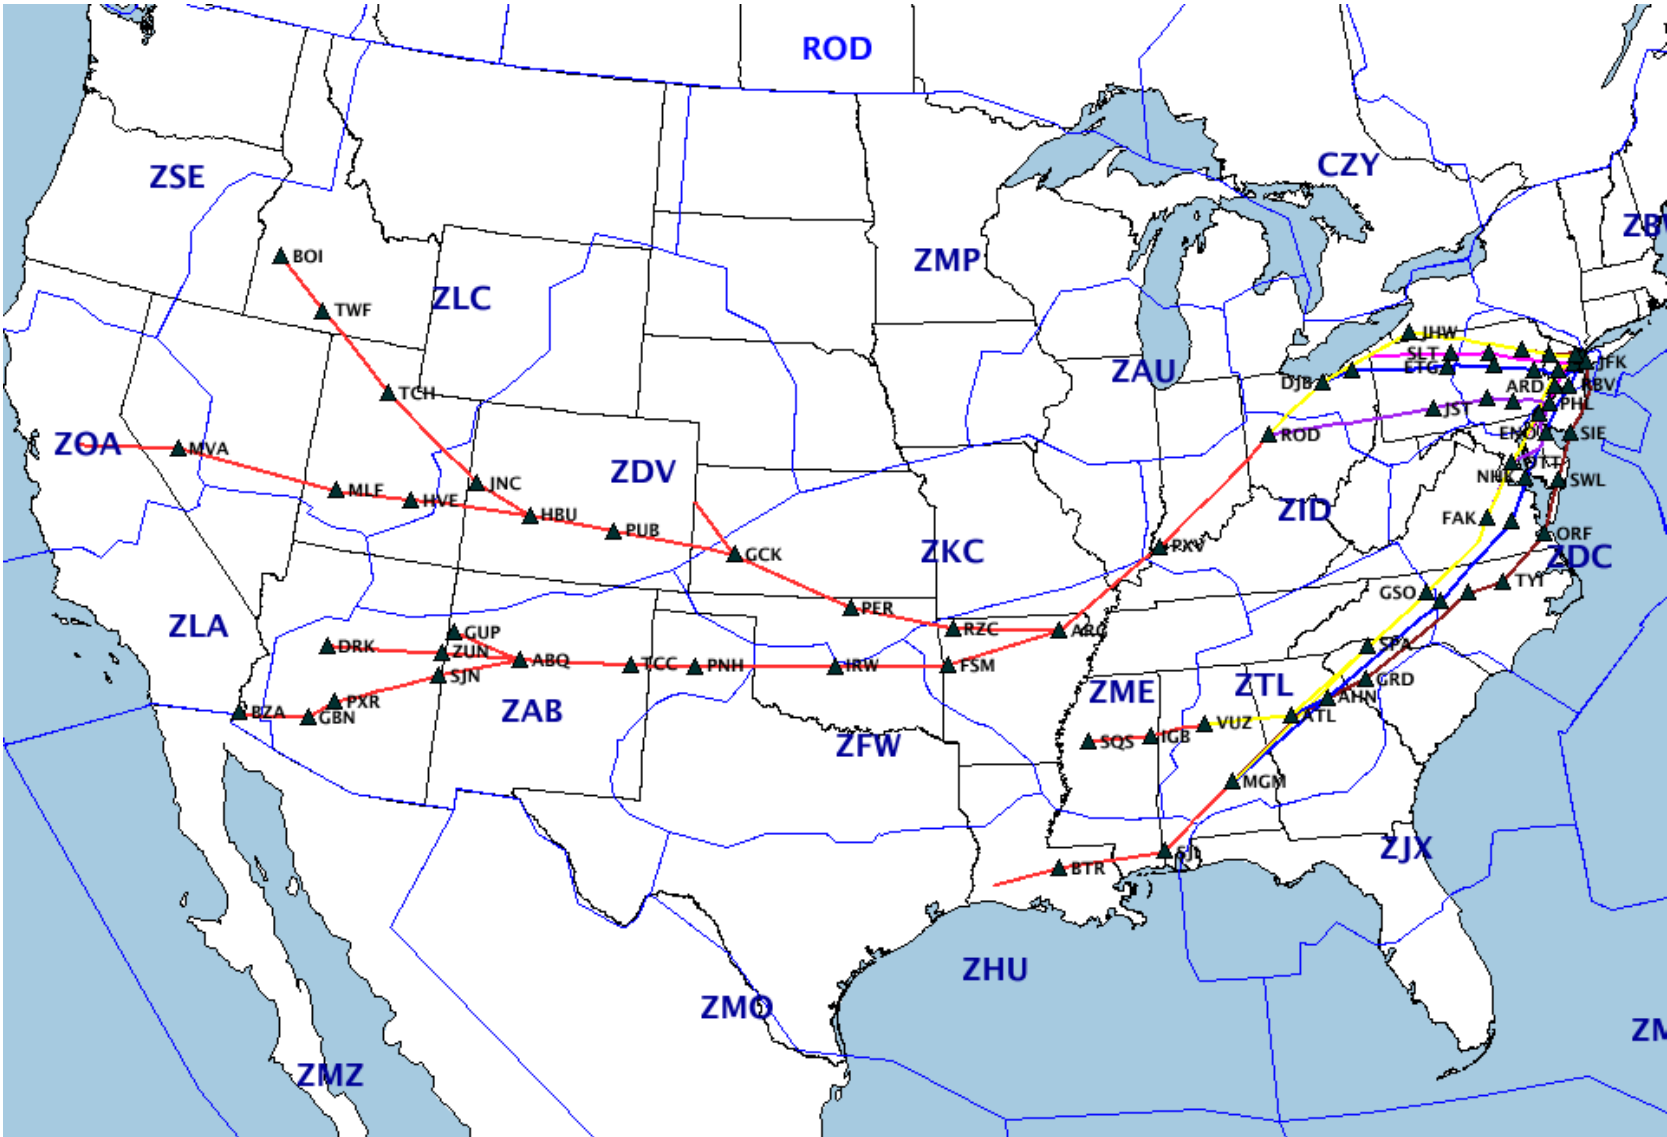 ROD
CZY
ZSE
ZBW
BOI
ZMP
ZLC
TWF
JHW
SLT
JFK
ETG
ZAU
DJB
ARD
RBV
TCH
JST
PHL
ROD
ENO
SIE
ZOA
MVA
ZDV
JNC
NHK
SWL
MLF
HVE
HBU
ZID
FAK
PUB
GCK
ZKC
PXV
ORF
ZDC
TYI
GSO
PER
ZLA
GUP
RZC
ARG
DRK
ZUN
ABQ
TCC
PNH
IRW
FSM
SPA
SJN
ZME
ZTL
GRD
PXR
AHN
BZA
GBN
ZAB
ATL
VUZ
IGB
SQS
ZFW
MGM
ZJX
SJI
BTR
ZHU
ZMO
ZM
ZMZ